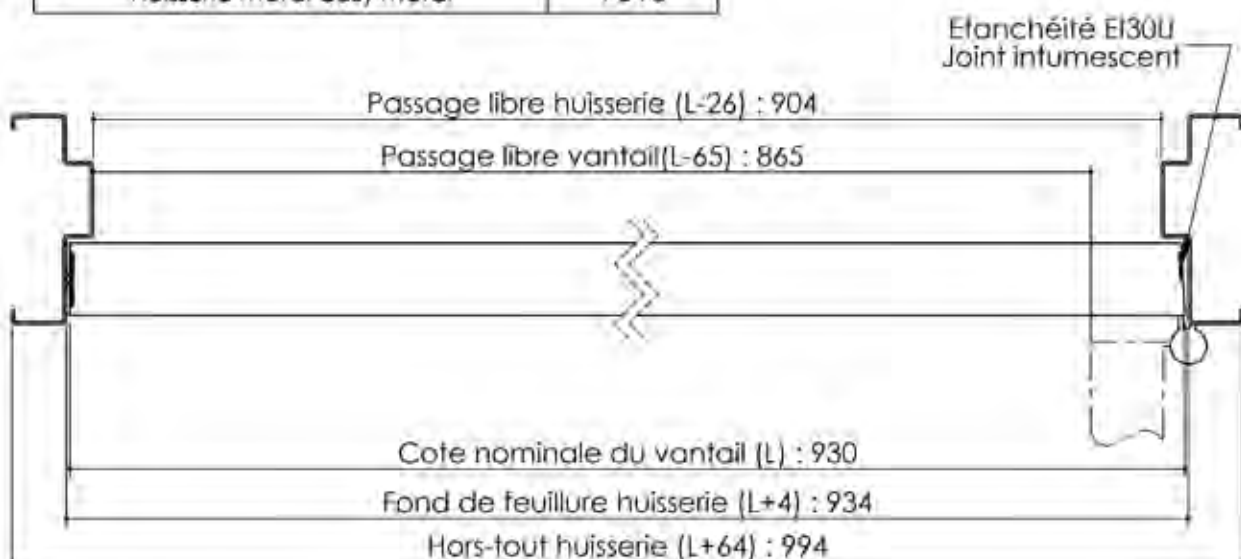 Etanchéité EI30U
Joint intumescent
Passage libre huisserie (L-26) : 904
Passage libre vantail(L-65) : 865
Cote nominale du vantail (L) : 930
Fond de feuillure huisserie (L+4) : 934
Hors-tout huisserie (L+64) : 994